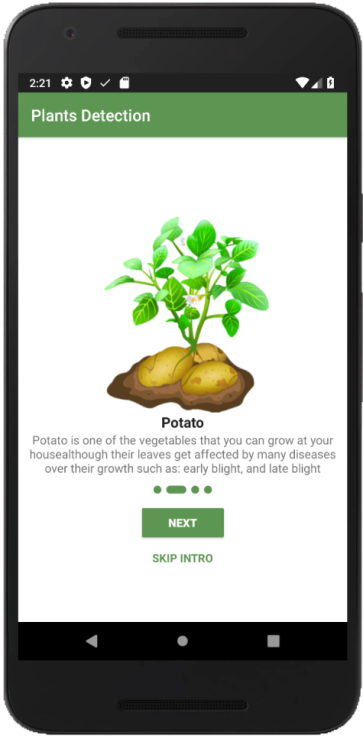 2:21
Plants Detection
Potato
Potato is one of the vegetables that you can grow at your
housealthough their leaves get affected by many diseases
over their growth such as: early blight, and late blight
NEXT
SKIP INTRO